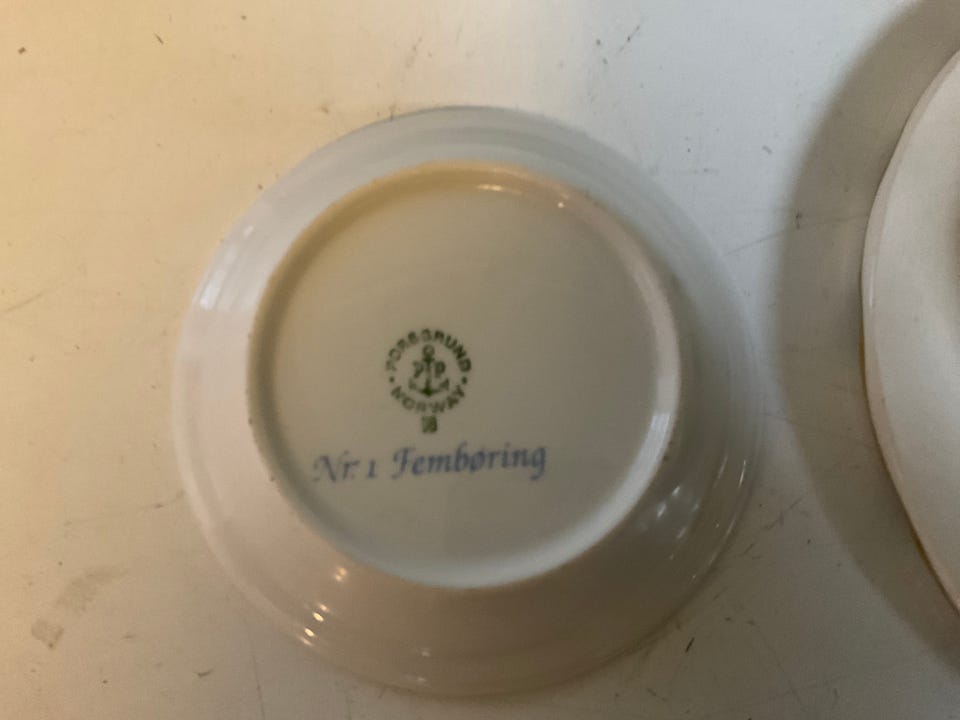 PORSGRUND
P P
NORWAY
Nr. 1 Fembøring